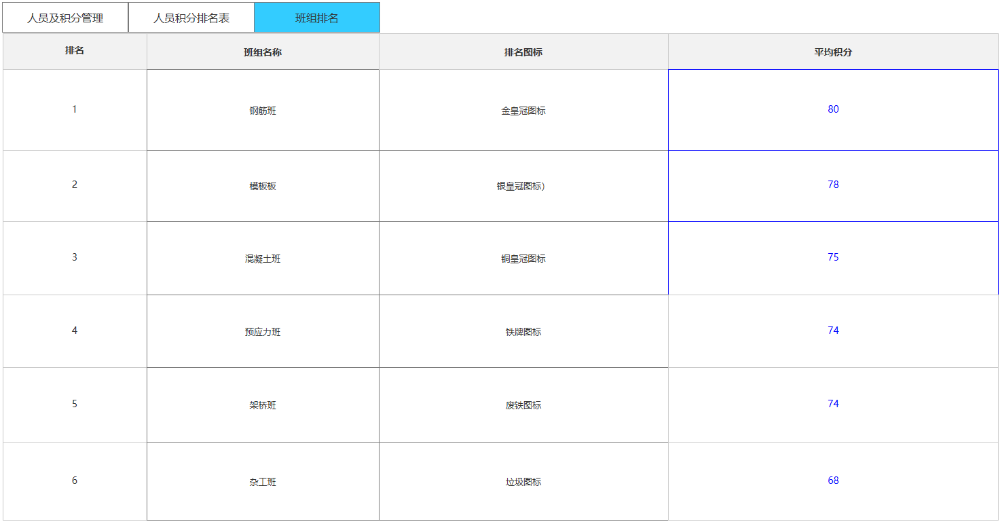 人员及积分管理 人员积分排名表 班组排名
排名 班组名称 排名图标 平均积分
1 钢筋班 金皇冠图标 80
2 模板板 银皇冠图标） 78
3 混凝土班 铜皇冠图标 75
4 预应力班 铁牌图标 74
5 架桥班 废铁图标 74
6 杂工班 垃圾图标 68